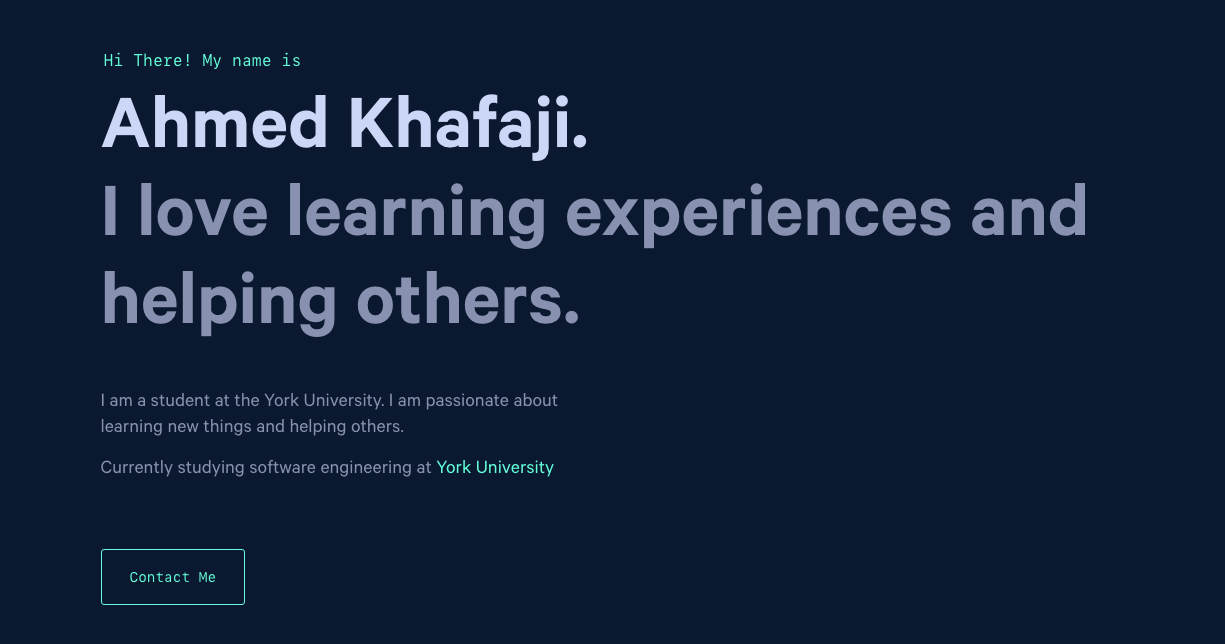 Hi There! My name is
Ahmed Khafaji.
I love learning experiences and
helping others.
I am a student at the York University. I am passionate about
learning new things and helping others.
Currently studying software engineering at York University
Contact Me